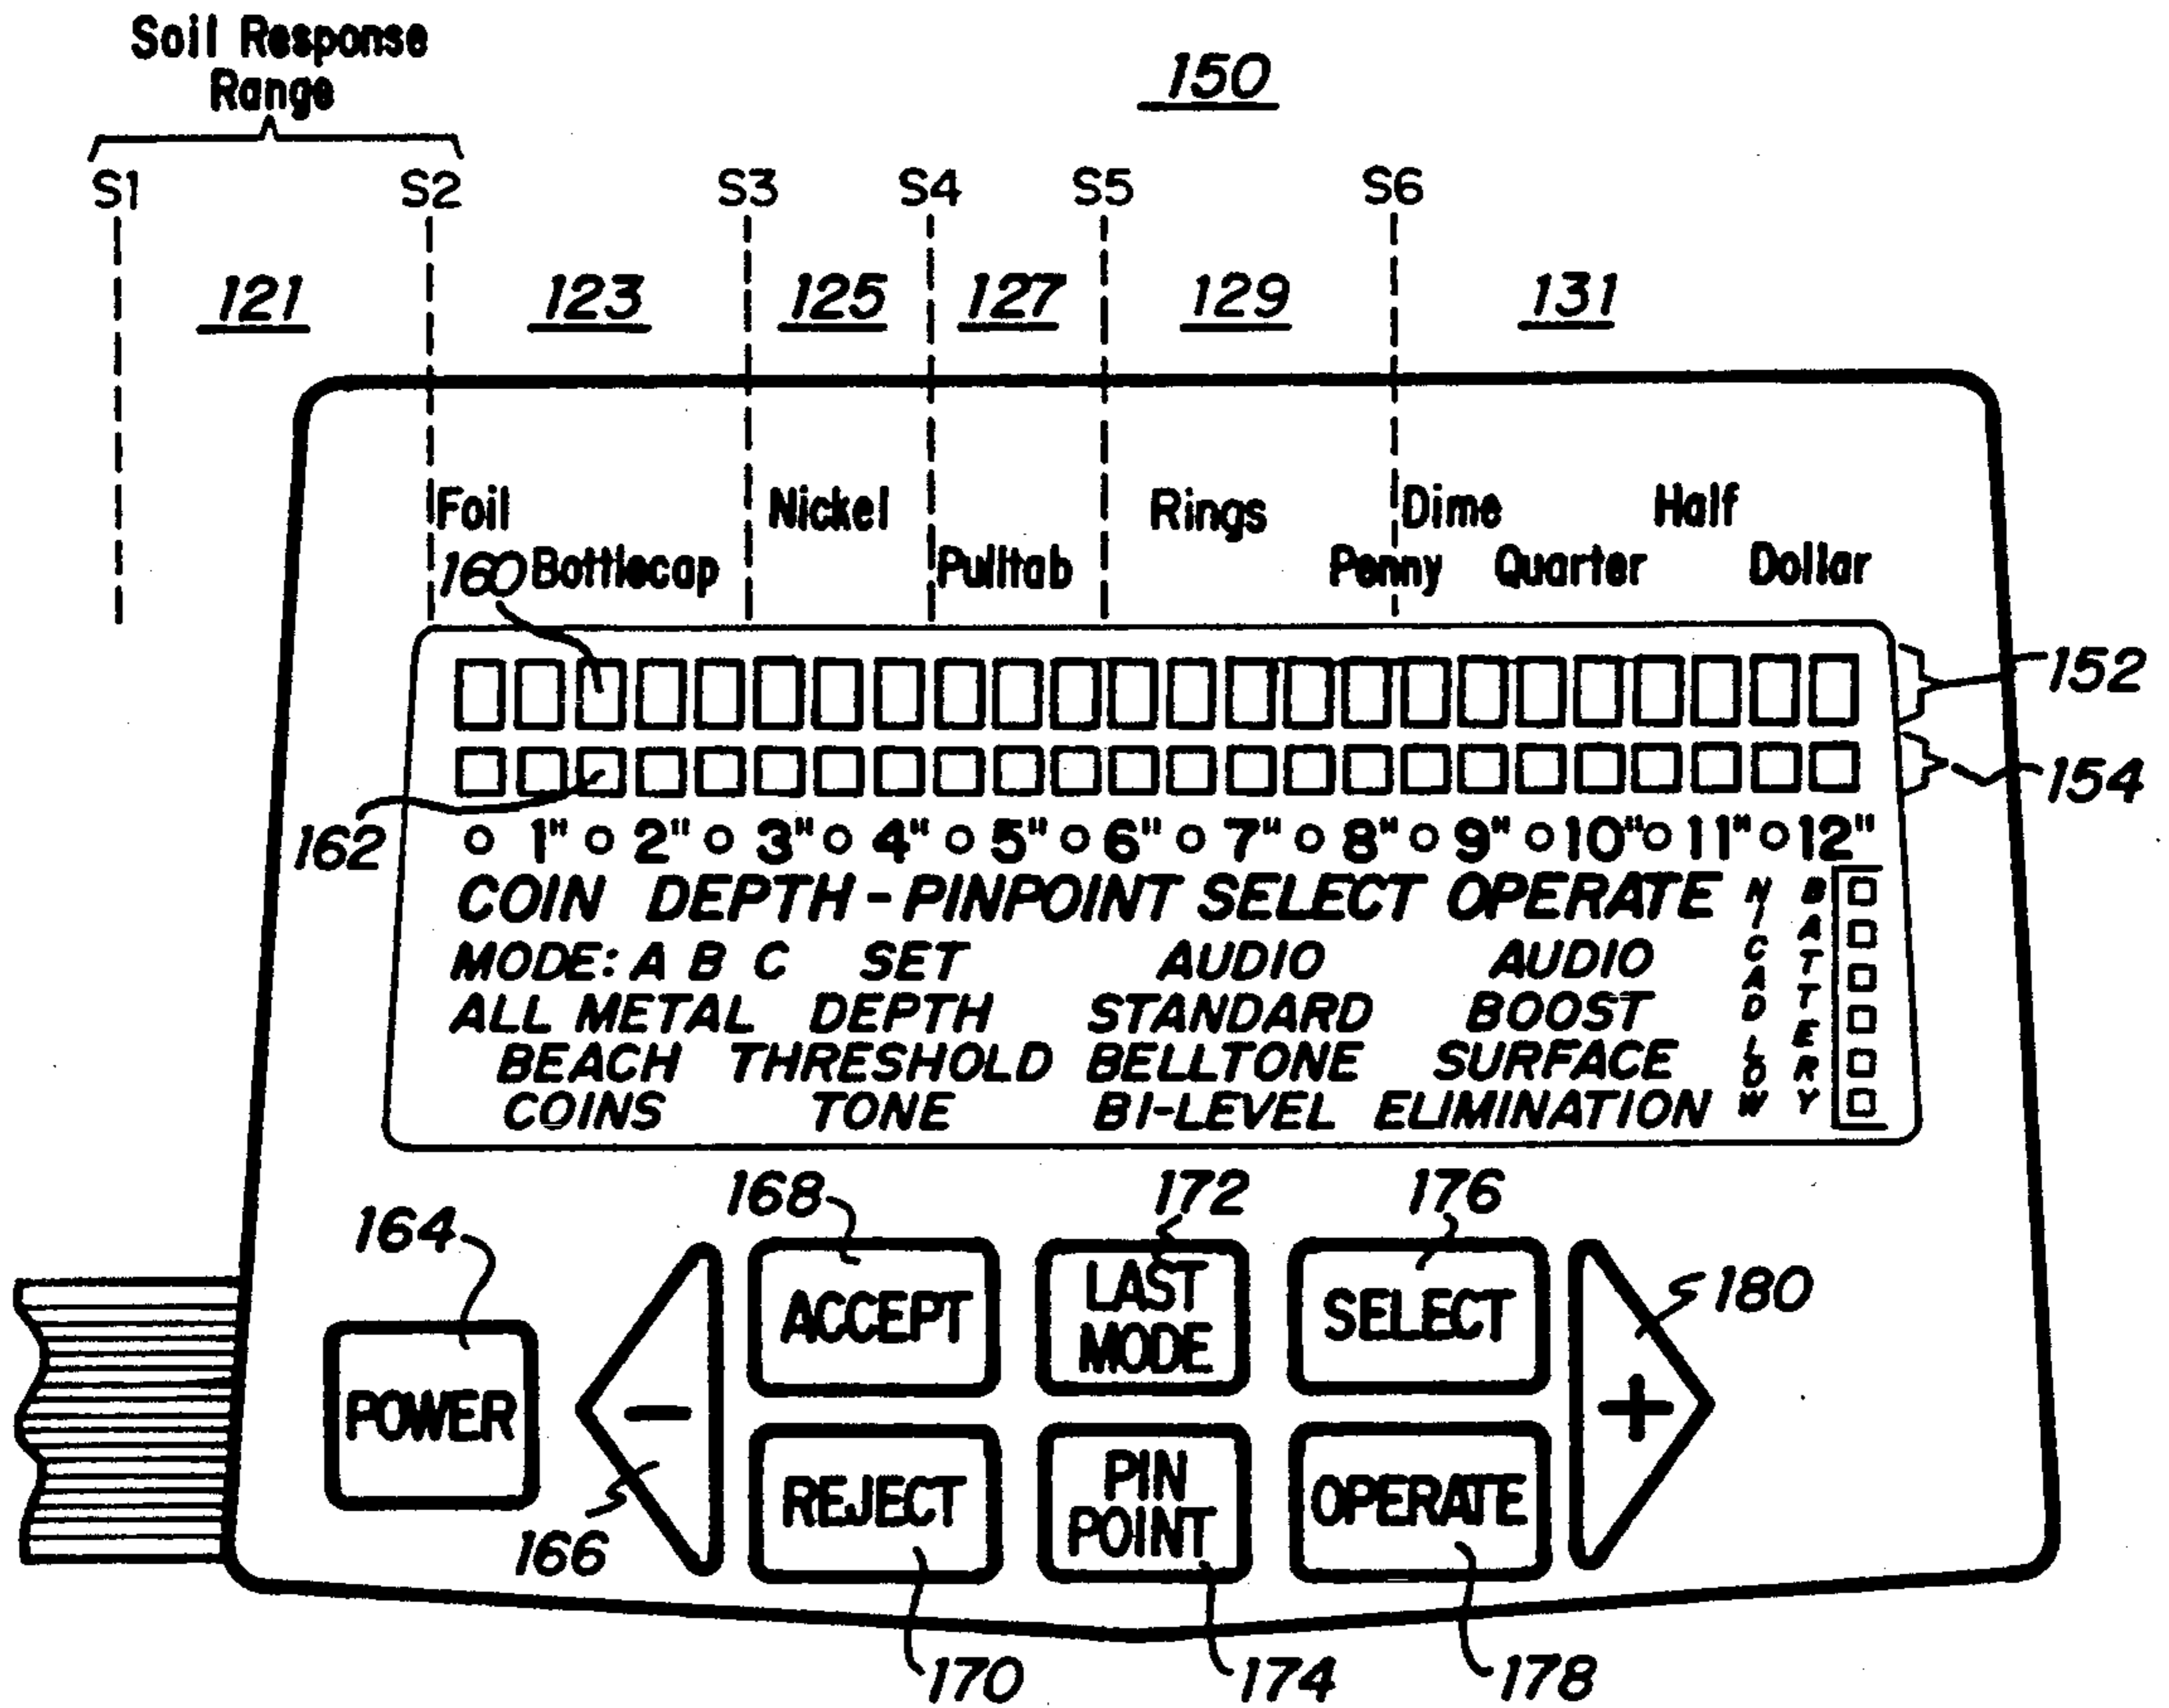 Soil Response
Range
150
S1 S2 S3 S4 S5 S6
121 123 125 127 129 131
Foil Nickel Rings Dime Half
160 Bottlecap Pulltab Penny Quarter Dollar
152
154
162
1" 2" 3" 4" 5" 6" 7" 8" 9" 10" 11" 12"
COIN DEPTH - PINPOINT SELECT OPERATE
MODE: A B C SET AUDIO AUDIO
ALL METAL DEPTH STANDARD BOOST
BEACH THRESHOLD BELLTONE SURFACE
COINS TONE BI-LEVEL ELIMINATION
NICAD LOW
BATTERY
168 172 176
164
180
ACCEPT
LAST
MODE
SELECT
POWER
-
+
REJECT
PIN
POINT
OPERATE
166
170 174 178